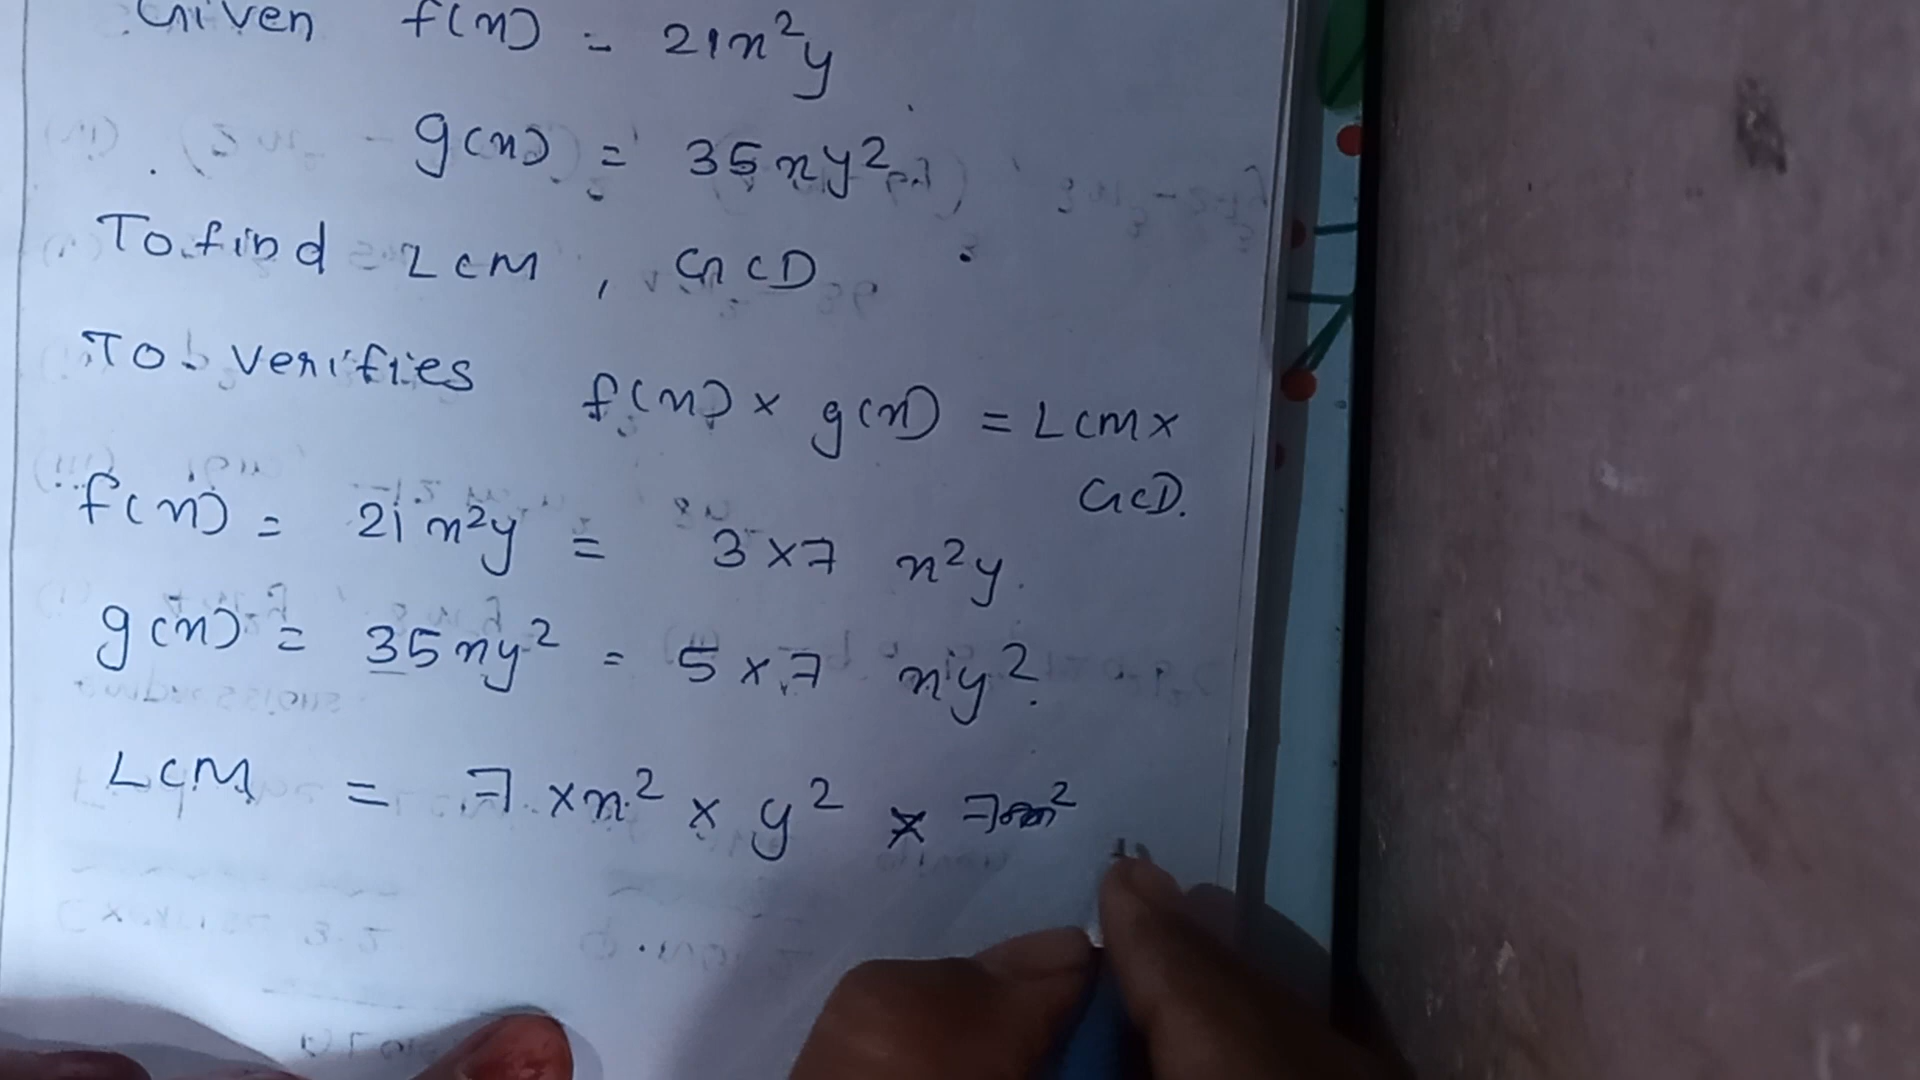 Given f(x) = 21x²y
g(x) = 35xy²
To find LCM, GCD
To verifies f(x) × g(x) = LCM×
GCD.
f(x) = 21x²y = 3×7 x²y.
g(x) = 35xy² = 5×7 xy².
LCM = 7 ×x² × y² ×